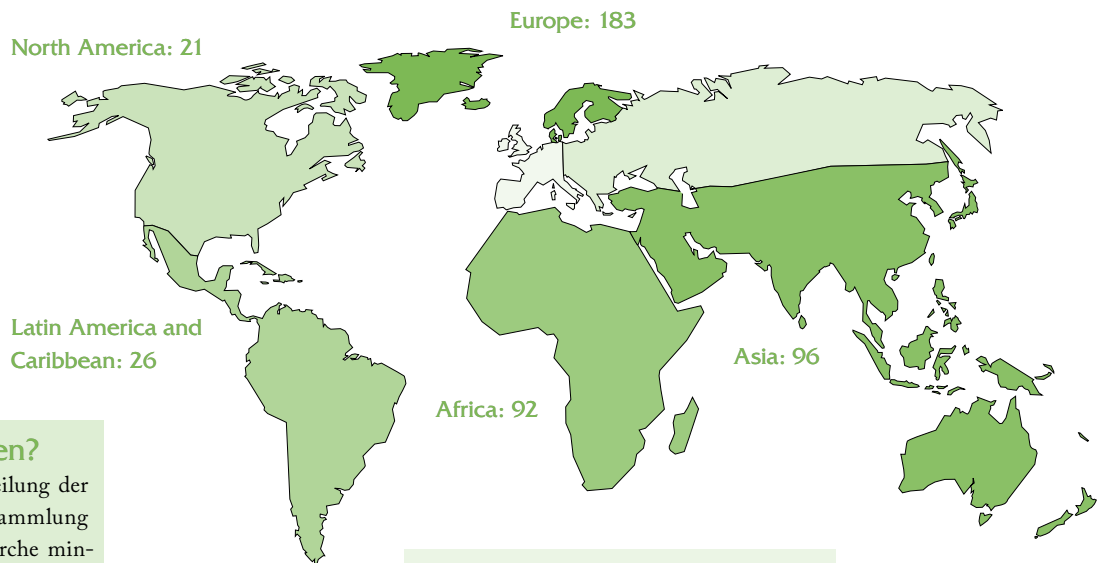 Europe: 183
North America: 21
Latin America and
Caribbean: 26
Asia: 96
Africa: 92
en?
eilung der
ammlung
rche min-